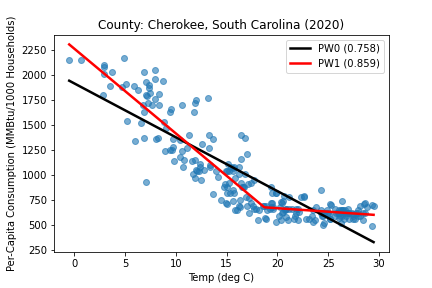 County: Cherokee, South Carolina (2020)
Per-Capita Consumption (MMBtu/1000 Households)
2250
2000
1750
1500
1250
1000
750
500
250
PW0 (0.758)
PW1 (0.859)
0 5 10 15 20 25 30
Temp (deg C)